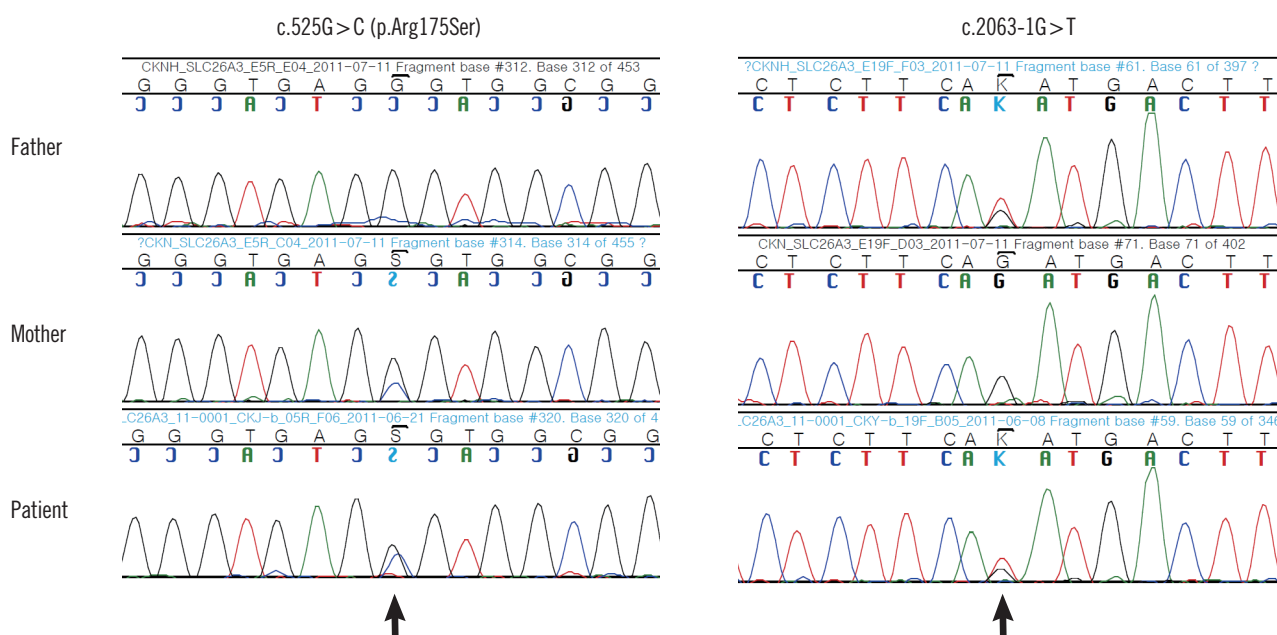 c.525G>C (p.Arg175Ser)
c.2063-1G>T
Father
CKNH_SLC26A3_E5R_E04_2011-07-11 Fragment base #312. Base 312 of 453
G G G T G A G G G T G G C G G
C C C A C T C C C A C C G C C
?CKNH_SLC26A3_E19F_F03_2011-07-11 Fragment base #61. Base 61 of 397 ?
C T C T T C A K A T G A C T T
C T C T T C A K A T G A C T T
Mother
?CKN_SLC26A3_E5R_C04_2011-07-11 Fragment base #314. Base 314 of 455 ?
G G G T G A G S G T G G C G G
C C C A C T C S C A C C G C C
CKN_SLC26A3_E19F_D03_2011-07-11 Fragment base #71. Base 71 of 402
C T C T T C A G A T G A C T T
C T C T T C A G A T G A C T T
Patient
_C26A3_11-0001_CKJ-b_05R_F06_2011-06-21 Fragment base #320. Base 320 of 4
G G G T G A G S G T G G C G G
C C C A C T C S C A C C G C C
LC26A3_11-0001_CKY-b_19F_B05_2011-06-08 Fragment base #59. Base 59 of 346
C T C T T C A K A T G A C T T
C T C T T C A K A T G A C T T